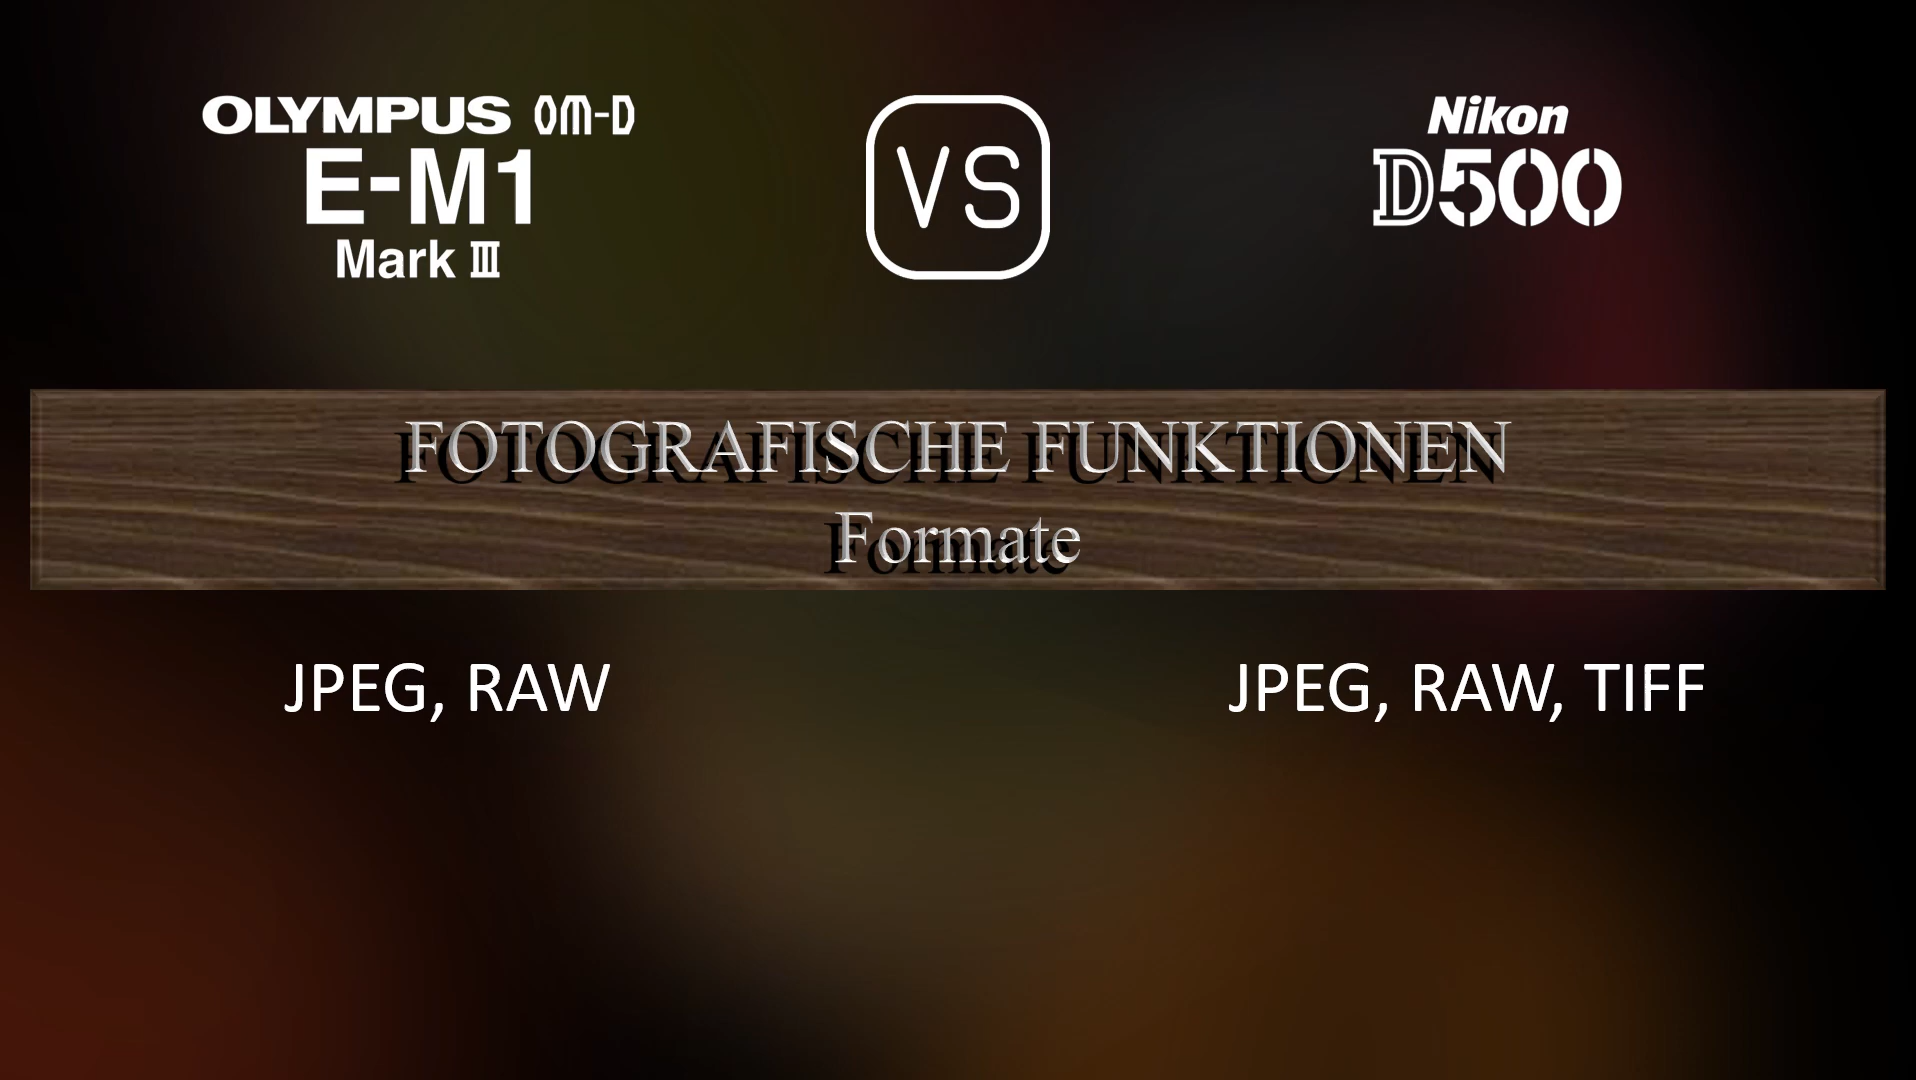 OLYMPUS OM-D
E-M1
Mark III
VS
Nikon
D500
FOTOGRAFISCHE FUNKTIONEN
Formate
JPEG, RAW
JPEG, RAW, TIFF